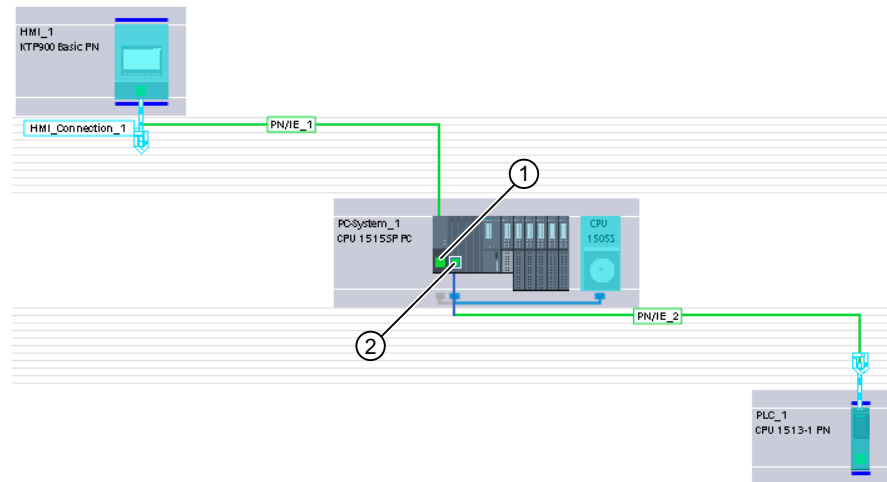 HMI_1
KTP900 Basic PN
HMI_Connection_1
PN/IE_1
1
PC-System_1
CPU 1515SP PC
CPU
1505S
2
PN/IE_2
PLC_1
CPU 1513-1 PN